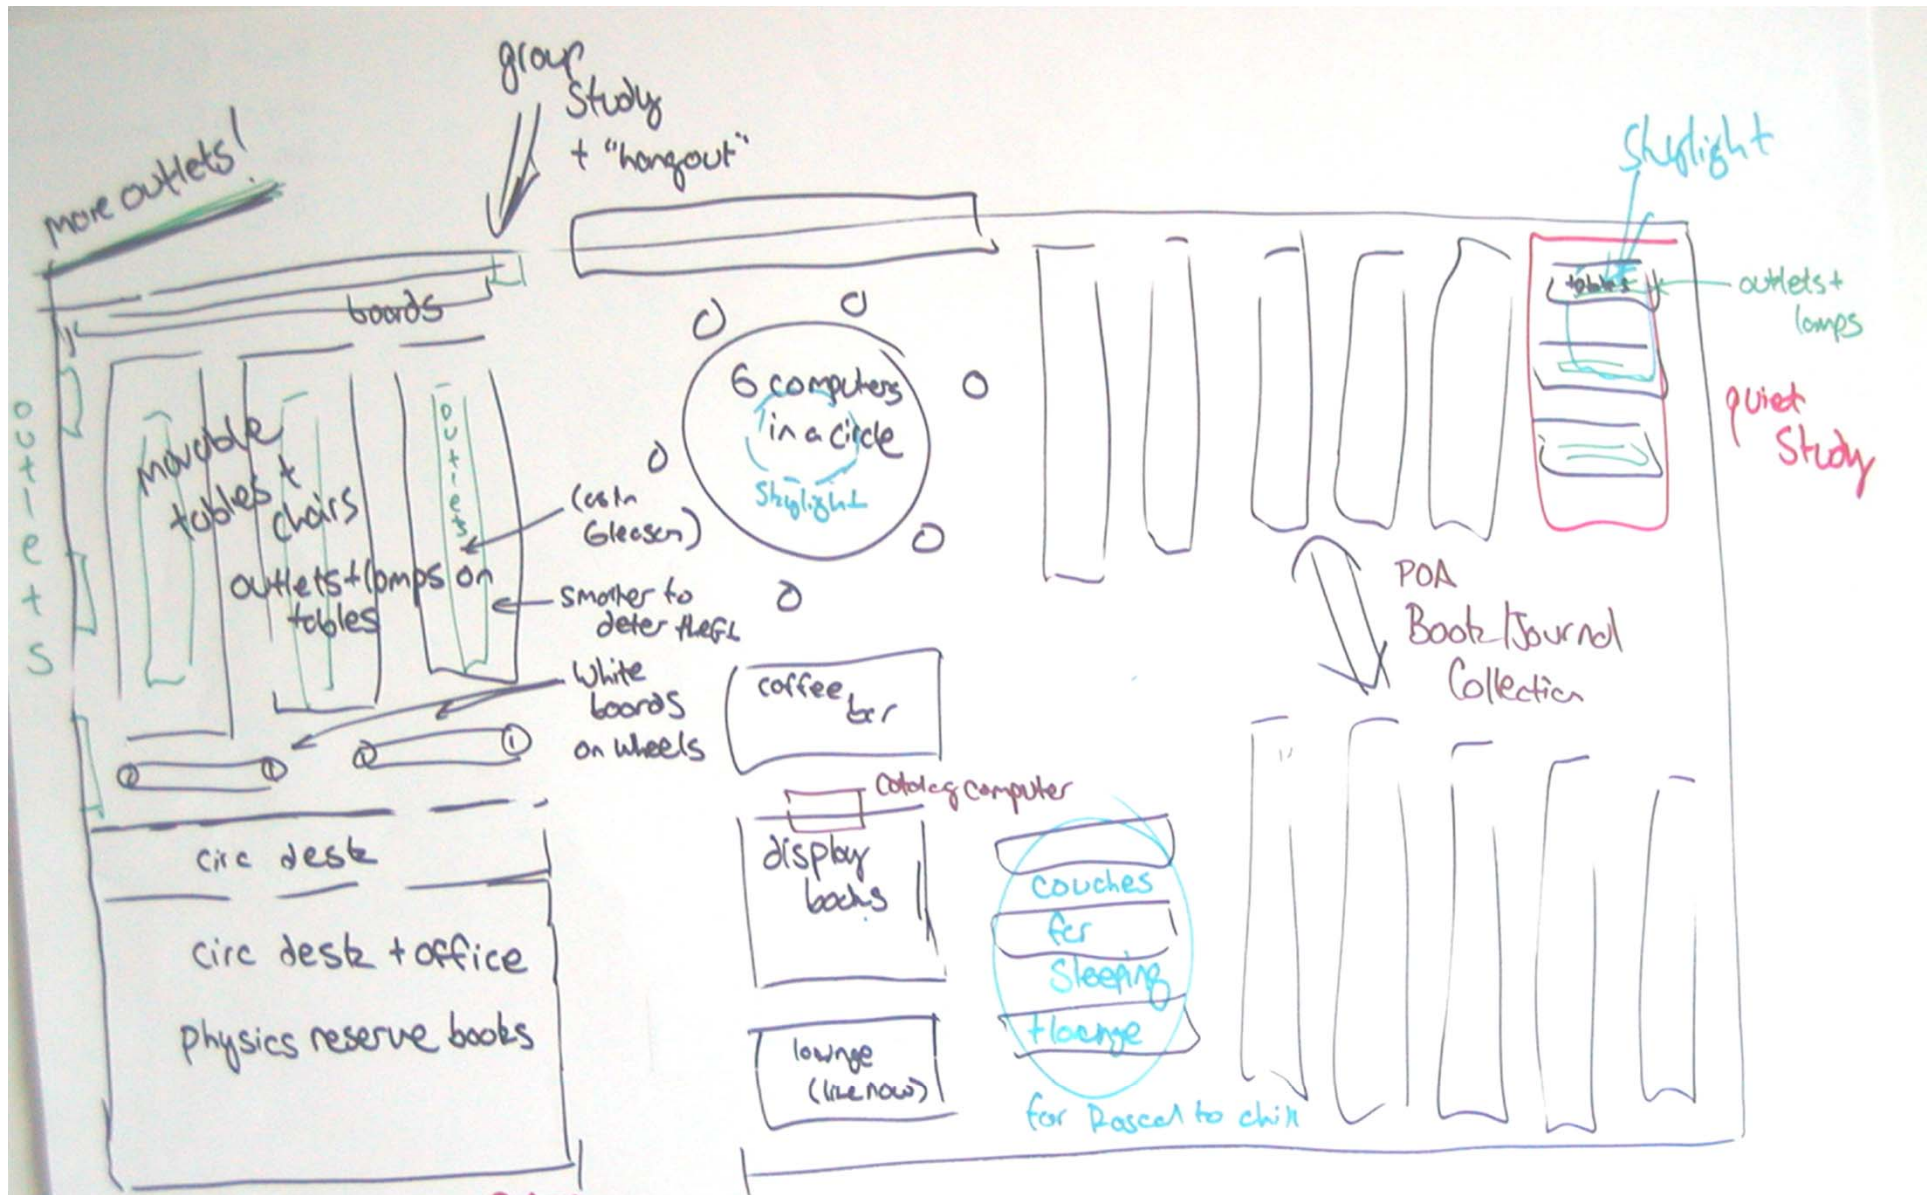 group
study
+ "hangout"
more outlets!
boards
outlets
movable
tables +
chairs
outlets + lamps on
tables
outlets
(as in
Gleason)
smaller to
deter theft
white
boards
on wheels
circ desk
circ desk + office
physics reserve books
6 computers
in a circle
skylight
coffee
bar
catalog computer
display
books
lounge
(like now)
couches
for
sleeping
+ lounge
for Rascal to chill
skylight
tables
outlets +
lamps
quiet
study
POA
Book/Journal
Collection